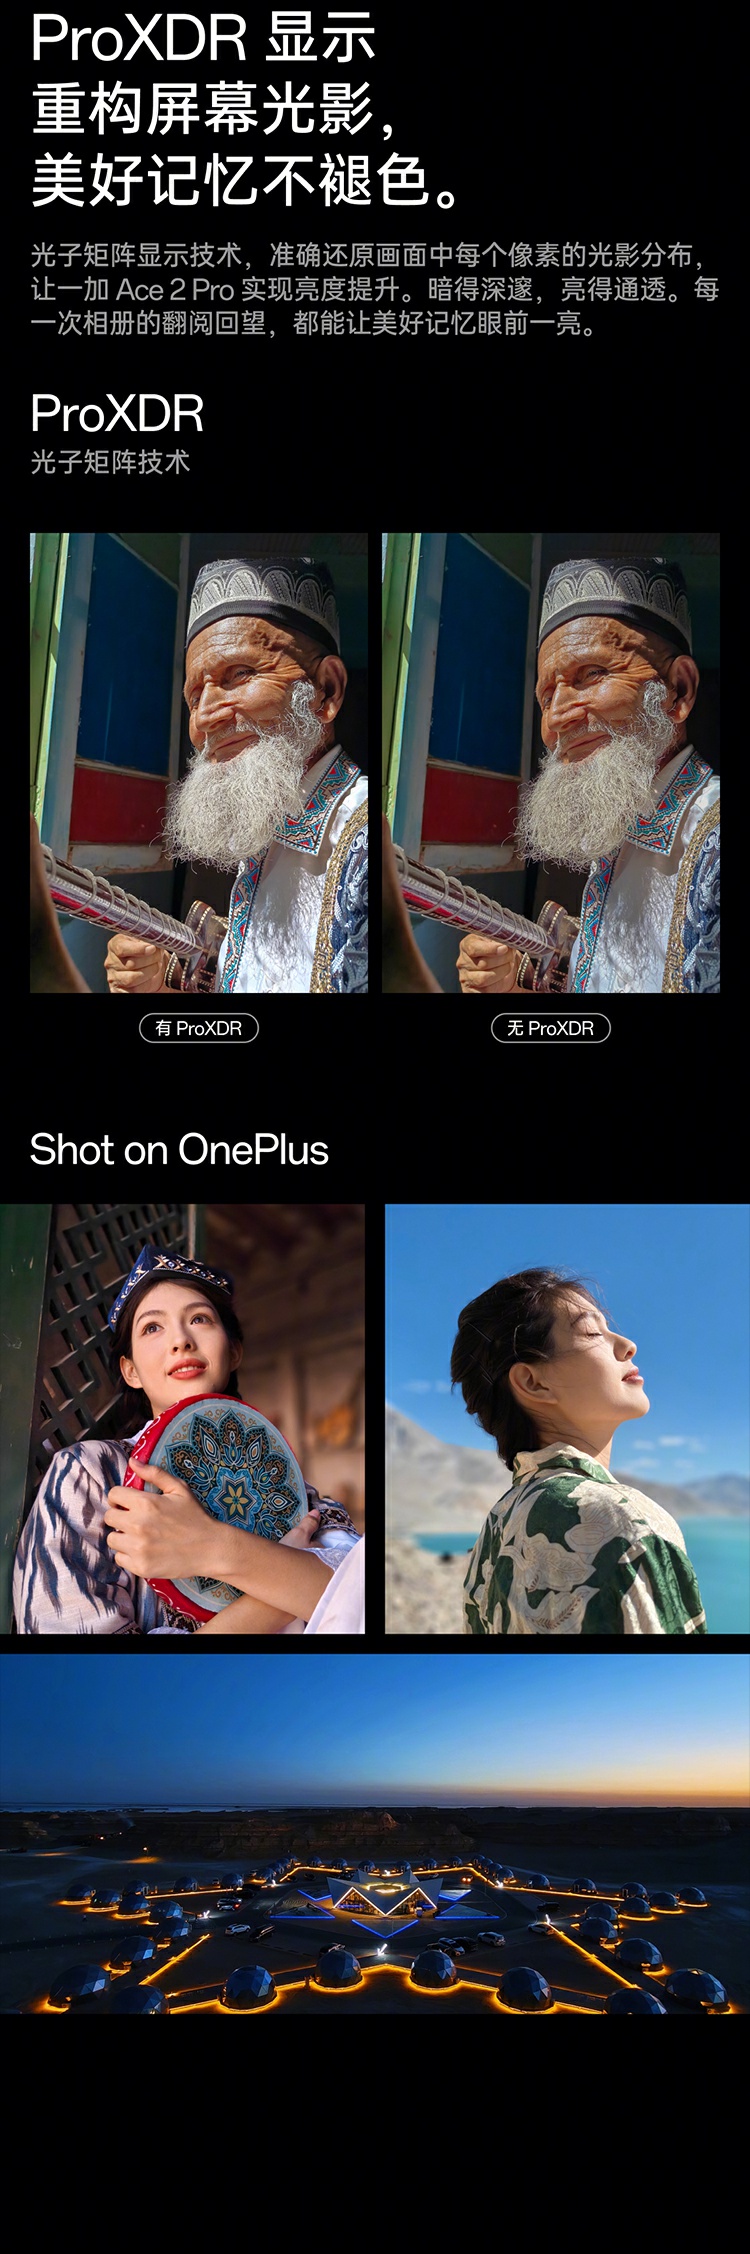 ProXDR 显示
重构屏幕光影，
美好记忆不褪色。
光子矩阵显示技术，准确还原画面中每个像素的光影分布，
让一加 Ace 2 Pro 实现亮度提升。暗得深邃，亮得通透。每
一次相册的翻阅回望，都能让美好记忆眼前一亮。
ProXDR
光子矩阵技术
有 ProXDR
无 ProXDR
Shot on OnePlus